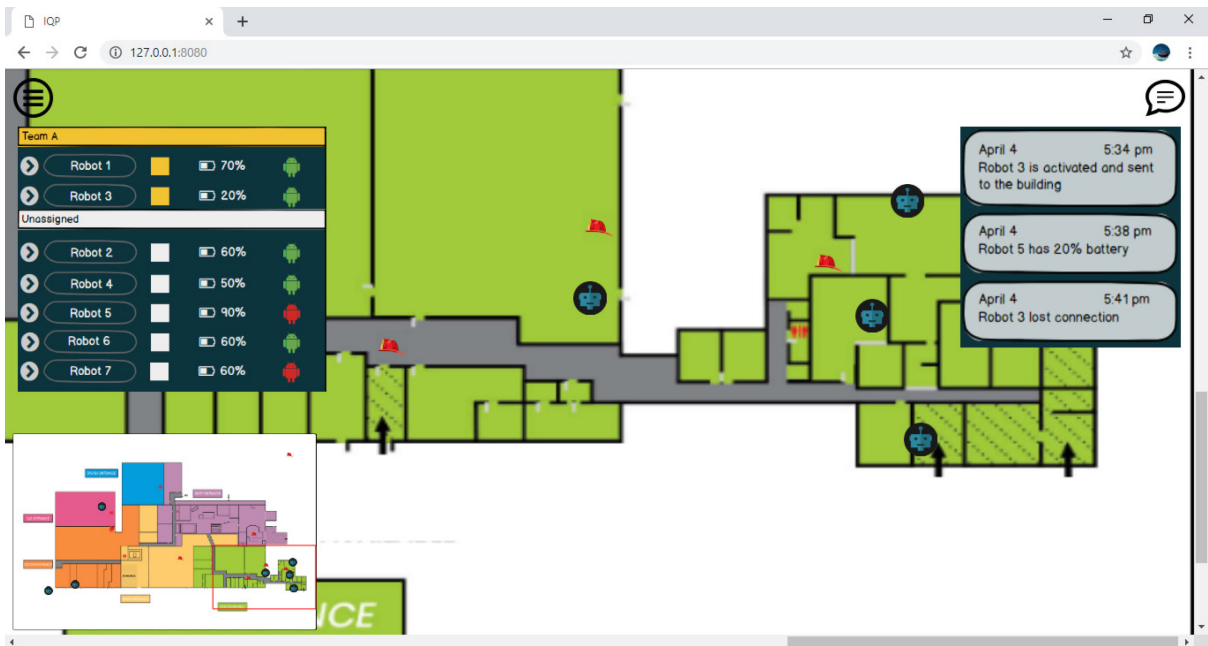 IQP
127.0.0.1:8080
Team A
Robot 1 70%
Robot 3 20%
Unassigned
Robot 2 60%
Robot 4 50%
Robot 5 90%
Robot 6 60%
Robot 7 60%
April 4 5:34 pm
Robot 3 is activated and sent
to the building
April 4 5:38 pm
Robot 5 has 20% battery
April 4 5:41 pm
Robot 3 lost connection
NCE